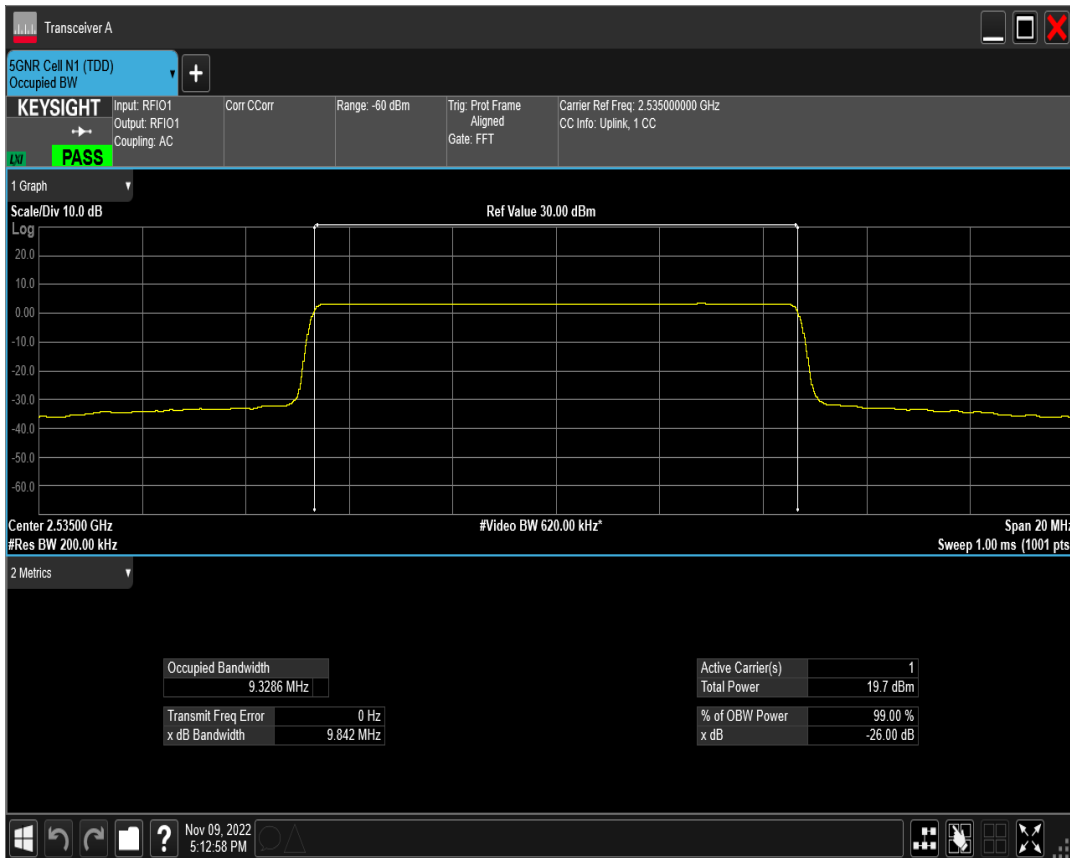 Transceiver A
5GNR Cell N1 (TDD)
Occupied BW
+
KEYSIGHT
LXI
PASS
Input: RFIO1
Output: RFIO1
Coupling: AC
Corr CCorr
Range: -60 dBm
Trig: Prot Frame
Aligned
Gate: FFT
Carrier Ref Freq: 2.535000000 GHz
CC Info: Uplink, 1 CC
1 Graph
Scale/Div 10.0 dB
Ref Value 30.00 dBm
Log
20.0
10.0
0.00
-10.0
-20.0
-30.0
-40.0
-50.0
-60.0
Center 2.53500 GHz
#Video BW 620.00 kHz*
Span 20 MHz
#Res BW 200.00 kHz
Sweep 1.00 ms (1001 pts
2 Metrics
Occupied Bandwidth
9.3286 MHz
Transmit Freq Error 0 Hz
x dB Bandwidth 9.842 MHz
Active Carrier(s) 1
Total Power 19.7 dBm
% of OBW Power 99.00 %
x dB -26.00 dB
?
Nov 09, 2022
5:12:58 PM